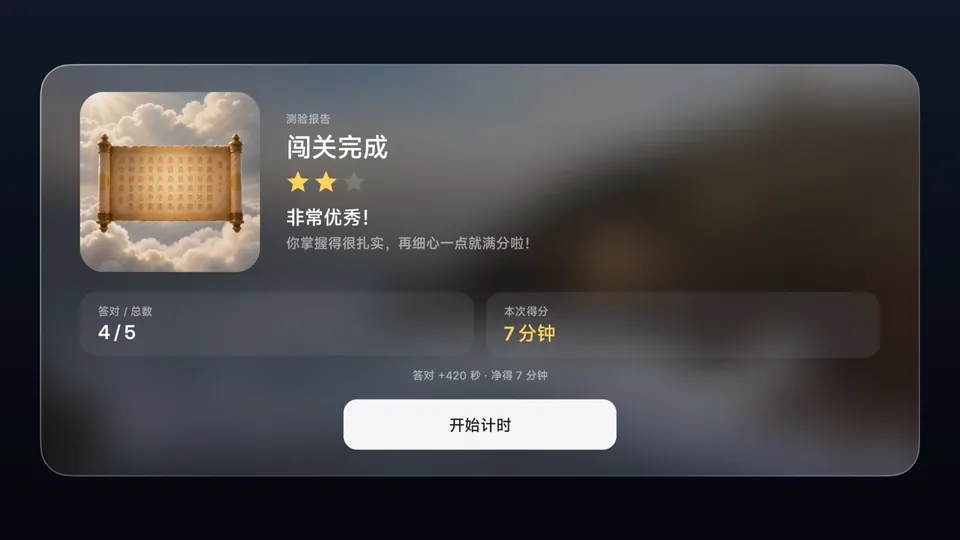 测验报告
闯关完成
非常优秀！
你掌握得很扎实，再细心一点就满分啦！
答对 / 总数
4 / 5
本次得分
7 分钟
答对 +420 秒 · 净得 7 分钟
开始计时